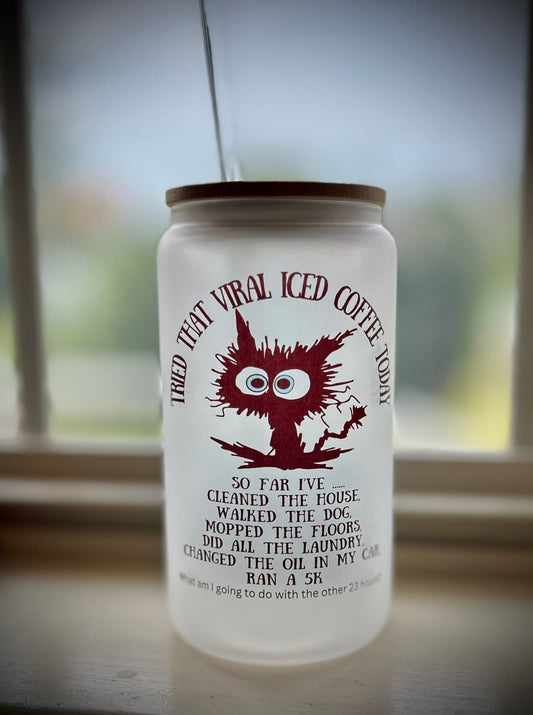 TRIED THAT VIRAL ICED COFFEE TODAY
SO FAR I'VE ......
CLEANED THE HOUSE,
WALKED THE DOG,
MOPPED THE FLOORS,
DID ALL THE LAUNDRY,
CHANGED THE OIL IN MY CAR,
RAN A 5K
What am I going to do with the other 23 hours?